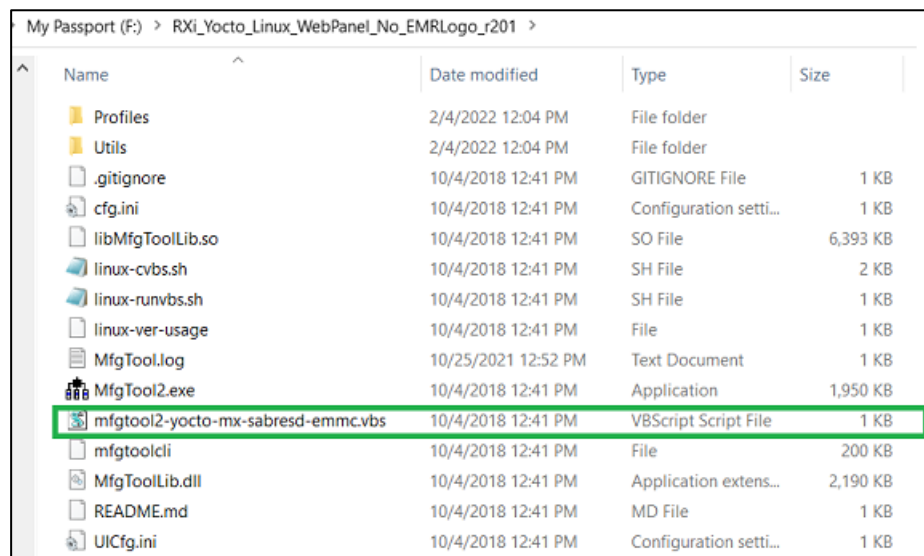 My Passport (F:) > RXi_Yocto_Linux_WebPanel_No_EMRLogo_r201 >
Name Date modified Type Size
Profiles 2/4/2022 12:04 PM File folder
Utils 2/4/2022 12:04 PM File folder
.gitignore 10/4/2018 12:41 PM GITIGNORE File 1 KB
cfg.ini 10/4/2018 12:41 PM Configuration setti... 1 KB
libMfgToolLib.so 10/4/2018 12:41 PM SO File 6,393 KB
linux-cvbs.sh 10/4/2018 12:41 PM SH File 2 KB
linux-runvbs.sh 10/4/2018 12:41 PM SH File 1 KB
linux-ver-usage 10/4/2018 12:41 PM File 1 KB
MfgTool.log 10/25/2021 12:52 PM Text Document 1 KB
MfgTool2.exe 10/4/2018 12:41 PM Application 1,950 KB
mfgtool2-yocto-mx-sabresd-emmc.vbs 10/4/2018 12:41 PM VBScript Script File 1 KB
mfgtoolcli 10/4/2018 12:41 PM File 200 KB
MfgToolLib.dll 10/4/2018 12:41 PM Application extens... 2,190 KB
README.md 10/4/2018 12:41 PM MD File 1 KB
UICfg.ini 10/4/2018 12:41 PM Configuration setti... 1 KB